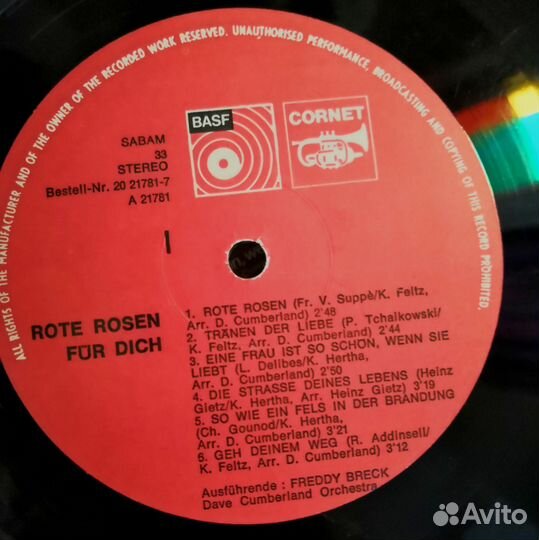 ALL RIGHTS OF THE MANUFACTURER AND OF THE OWNER OF THE RECORDED WORK RESERVED. UNAUTHORISED PERFORMANCE, BROADCASTING AND COPYING OF THIS RECORD PROHIBITED.
BASF
CORNET
SABAM
33
STEREO
Bestell-Nr. 20 21781-7
A 21781
I
ROTE ROSEN
FÜR DICH
1. ROTE ROSEN (Fr. V. Suppè/K. Feltz,
Arr. D. Cumberland) 2'48
2. TRÄNEN DER LIEBE (P. Tchaikowski/
K. Feltz, Arr. D. Cumberland) 2'44
3. EINE FRAU IST SO SCHÖN, WENN SIE
LIEBT (L. Delibes/K. Hertha,
Arr. D. Cumberland) 2'50
4. DIE STRASSE DEINES LEBENS (Heinz
Gietz/K. Hertha, Arr. Heinz Gietz) 3'19
5. SO WIE EIN FELS IN DER BRANDUNG
(Ch. Gounod/K. Hertha,
Arr. D. Cumberland) 3'21
6. GEH DEINEM WEG (R. Addinsell/
K. Feltz, Arr. D. Cumberland) 3'12
Ausführende : FREDDY BRECK
Dave Cumberland Orchestra
Avito